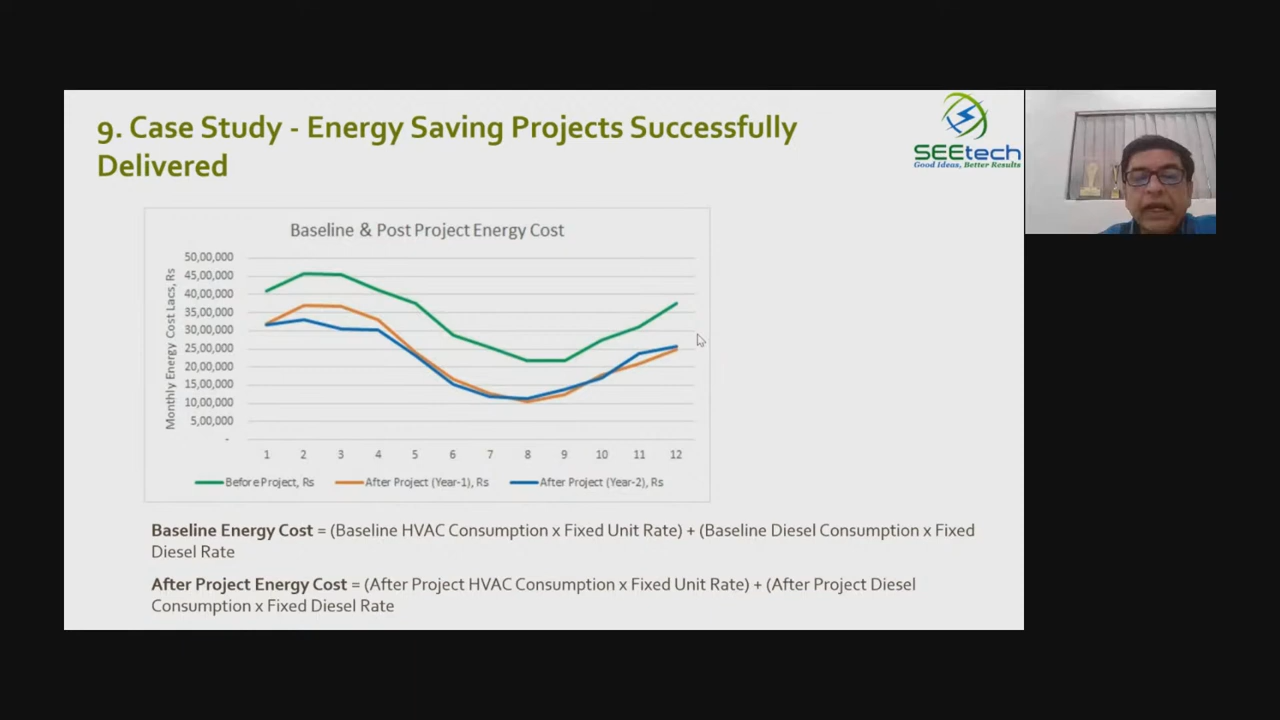 9. Case Study - Energy Saving Projects Successfully
Delivered
SEEtech
Good Ideas, Better Results
Baseline & Post Project Energy Cost
Monthly Energy Cost Lacs, Rs
50,00,000
45,00,000
40,00,000
35,00,000
30,00,000
25,00,000
20,00,000
15,00,000
10,00,000
5,00,000
-
1 2 3 4 5 6 7 8 9 10 11 12
Before Project, Rs After Project (Year-1), Rs After Project (Year-2), Rs
Baseline Energy Cost = (Baseline HVAC Consumption x Fixed Unit Rate) + (Baseline Diesel Consumption x Fixed
Diesel Rate
After Project Energy Cost = (After Project HVAC Consumption x Fixed Unit Rate) + (After Project Diesel
Consumption x Fixed Diesel Rate